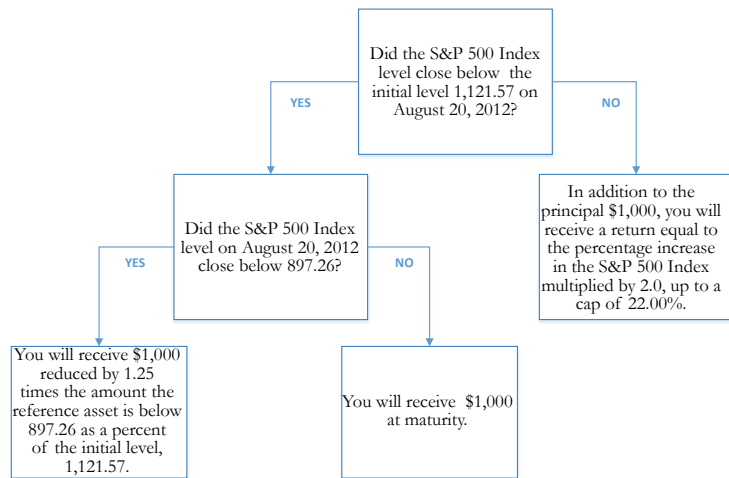 Did the S&P 500 Index
level close below the
initial level 1,121.57 on
August 20, 2012?
YES
NO
Did the S&P 500 Index
level on August 20, 2012
close below 897.26?
In addition to the
principal $1,000, you will
receive a return equal to
the percentage increase
in the S&P 500 Index
multiplied by 2.0, up to a
cap of 22.00%.
YES
NO
You will receive $1,000
reduced by 1.25
times the amount the
reference asset is below
897.26 as a percent
of the initial level,
1,121.57.
You will receive $1,000
at maturity.